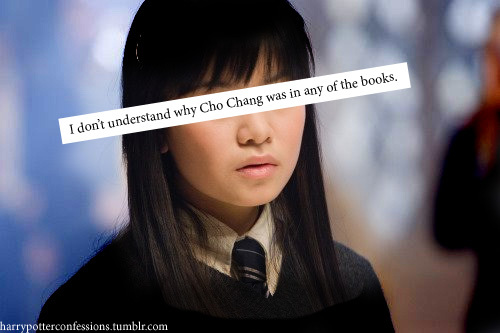 I don't understand why Cho Chang was in any of the books.
harrypotterconfessions.tumblr.com